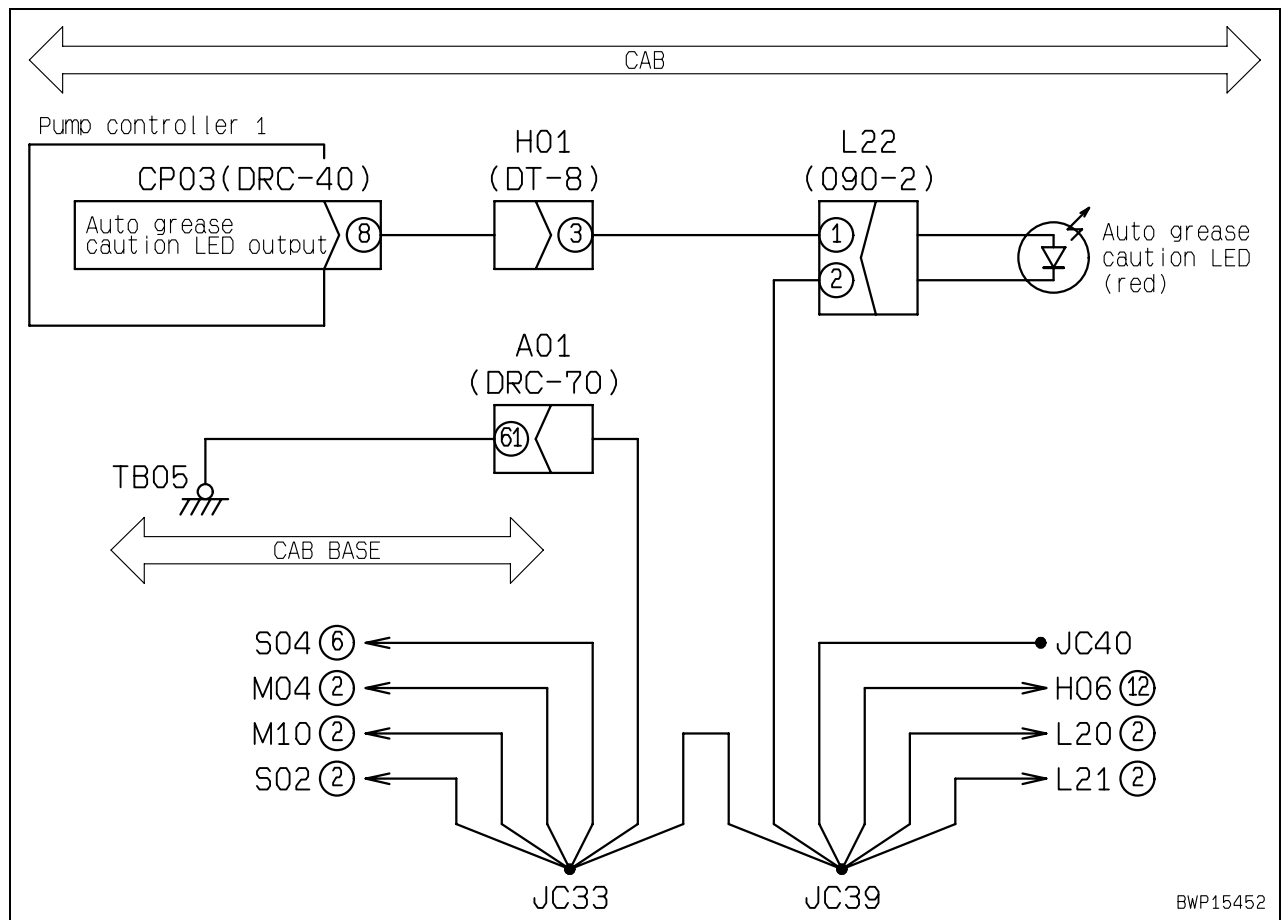 CAB
Pump controller 1
H01
(DT-8)
L22
(090-2)
CP03(DRC-40)
Auto grease
caution LED output
8
3
1
2
Auto grease
caution LED
(red)
A01
(DRC-70)
61
TB05
CAB BASE
S04 6
M04 2
M10 2
S02 2
JC40
H06 12
L20 2
L21 2
JC33
JC39
BWP15452